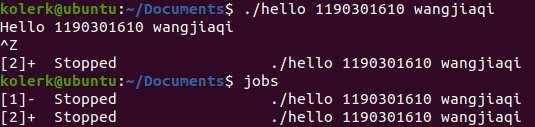 kolerk@ubuntu:~/Documents$ ./hello 1190301610 wangjiaqi
Hello 1190301610 wangjiaqi
^Z
[2]+  Stopped                 ./hello 1190301610 wangjiaqi
kolerk@ubuntu:~/Documents$ jobs
[1]-  Stopped                 ./hello 1190301610 wangjiaqi
[2]+  Stopped                 ./hello 1190301610 wangjiaqi